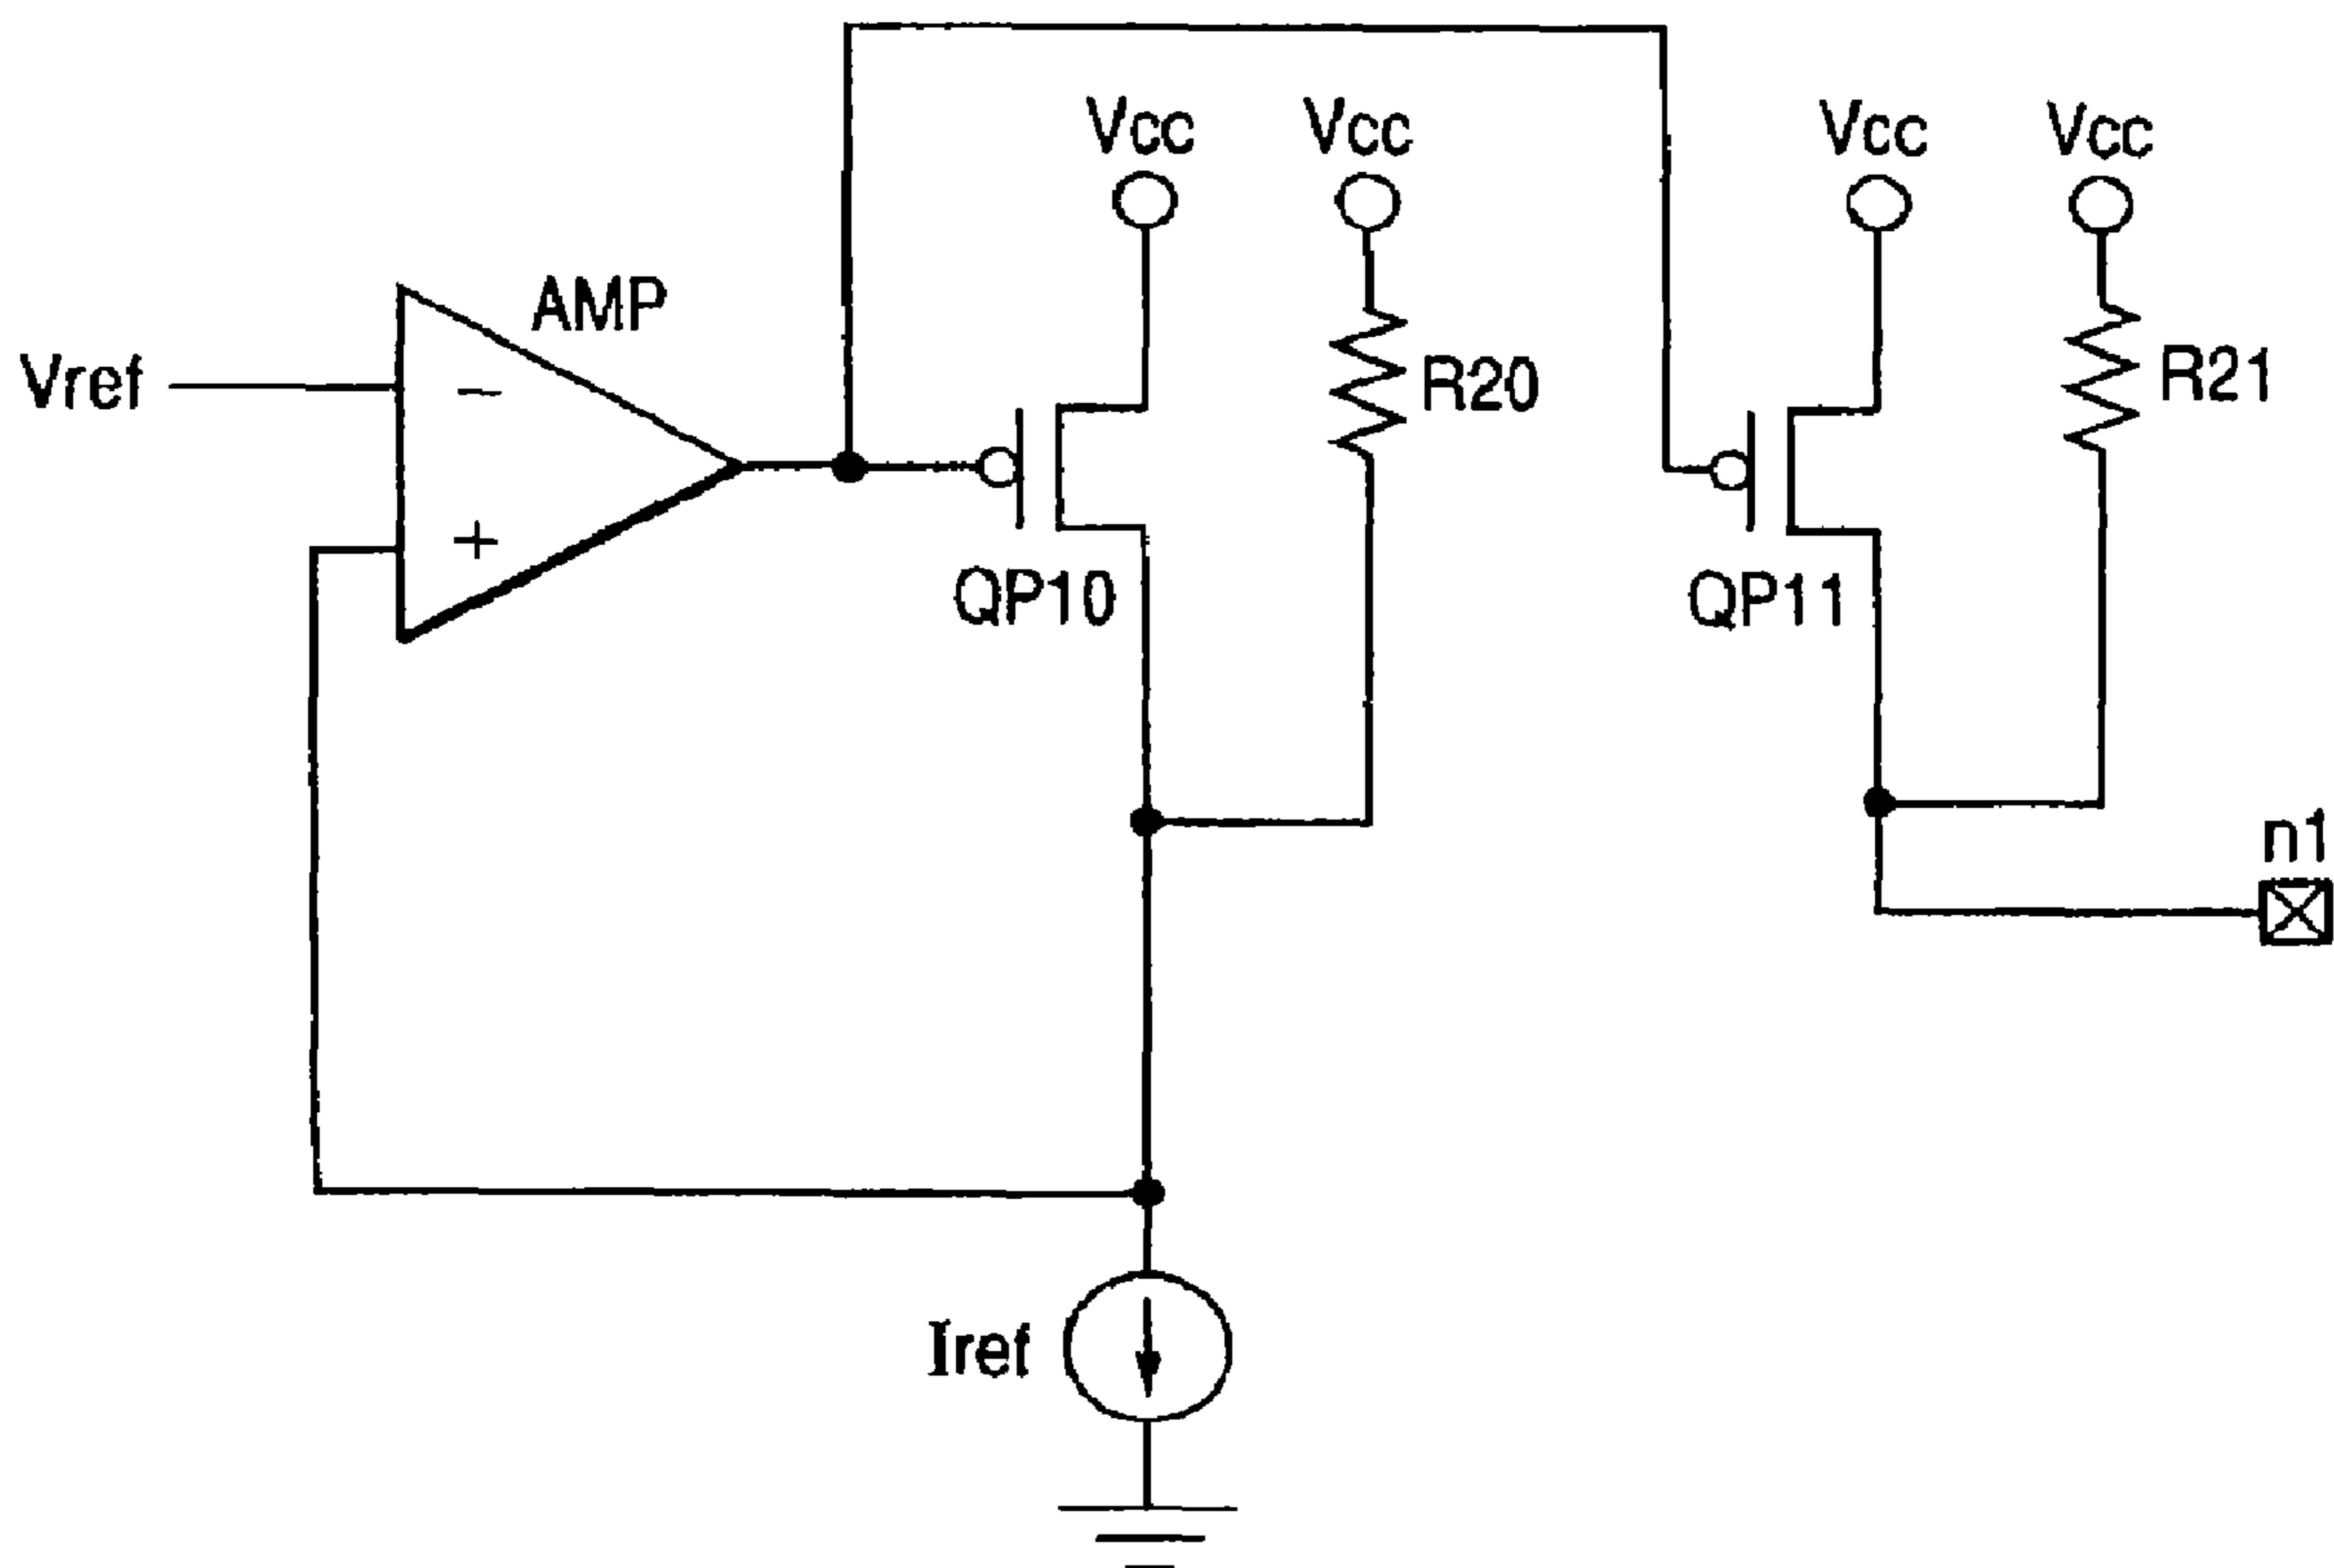 Vcc Vcc Vcc Vcc
AMP
Vref
−
+
R20
R21
QP10
QP11
n1
Iref